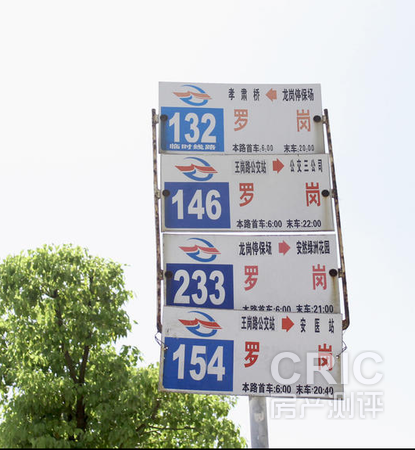 孝肃桥 ← 龙岗停保场
132 罗岗
临时线路
本路首车:6:00 末车:20:00
王岗路公交站 → 公交三公司
146 罗岗
本路首车:6:00 末车:22:00
龙岗停保场 → 安然绿洲花园
233 罗岗
本路首车:6:00 末车:21:00
王岗路公交站 → 安医站
154 罗岗
本路首车:6:00 末车:20:40
CRIC
房产测评